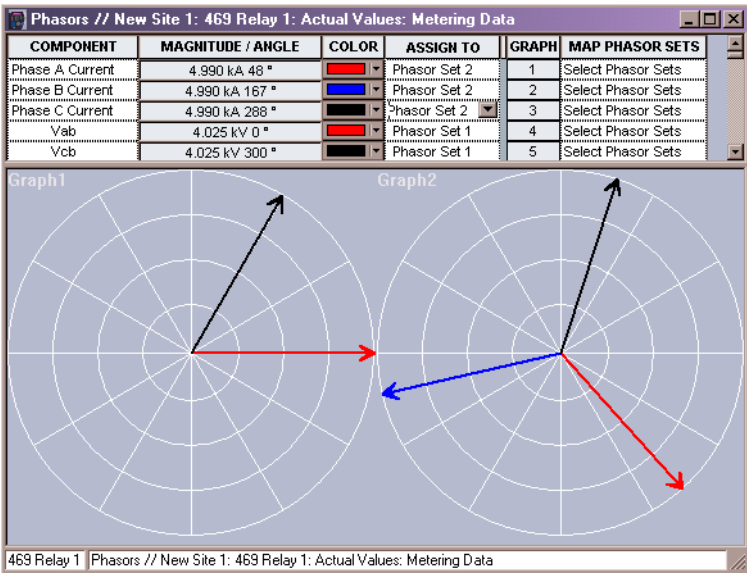 Phasors // New Site 1: 469 Relay 1: Actual Values: Metering Data
COMPONENT MAGNITUDE / ANGLE COLOR ASSIGN TO GRAPH MAP PHASOR SETS
Phase A Current 4.990 kA 48 ° Phasor Set 2 1 Select Phasor Sets
Phase B Current 4.990 kA 167 ° Phasor Set 2 2 Select Phasor Sets
Phase C Current 4.990 kA 288 ° Phasor Set 2 3 Select Phasor Sets
Vab 4.025 kV 0 ° Phasor Set 1 4 Select Phasor Sets
Vcb 4.025 kV 300 ° Phasor Set 1 5 Select Phasor Sets
Graph1 Graph2
469 Relay 1 Phasors // New Site 1: 469 Relay 1: Actual Values: Metering Data